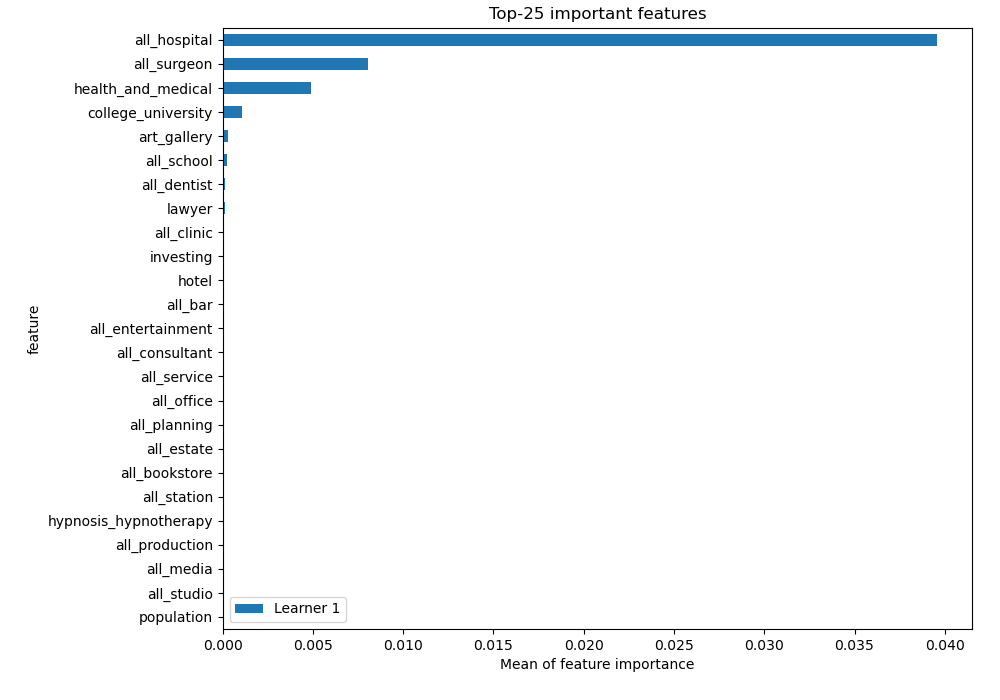 Top-25 important features
all_hospital
all_surgeon
health_and_medical
college_university
art_gallery
all_school
all_dentist
lawyer
all_clinic
investing
hotel
all_bar
all_entertainment
all_consultant
all_service
all_office
all_planning
all_estate
all_bookstore
all_station
hypnosis_hypnotherapy
all_production
all_media
all_studio
population
feature
Learner 1
0.000 0.005 0.010 0.015 0.020 0.025 0.030 0.035 0.040
Mean of feature importance